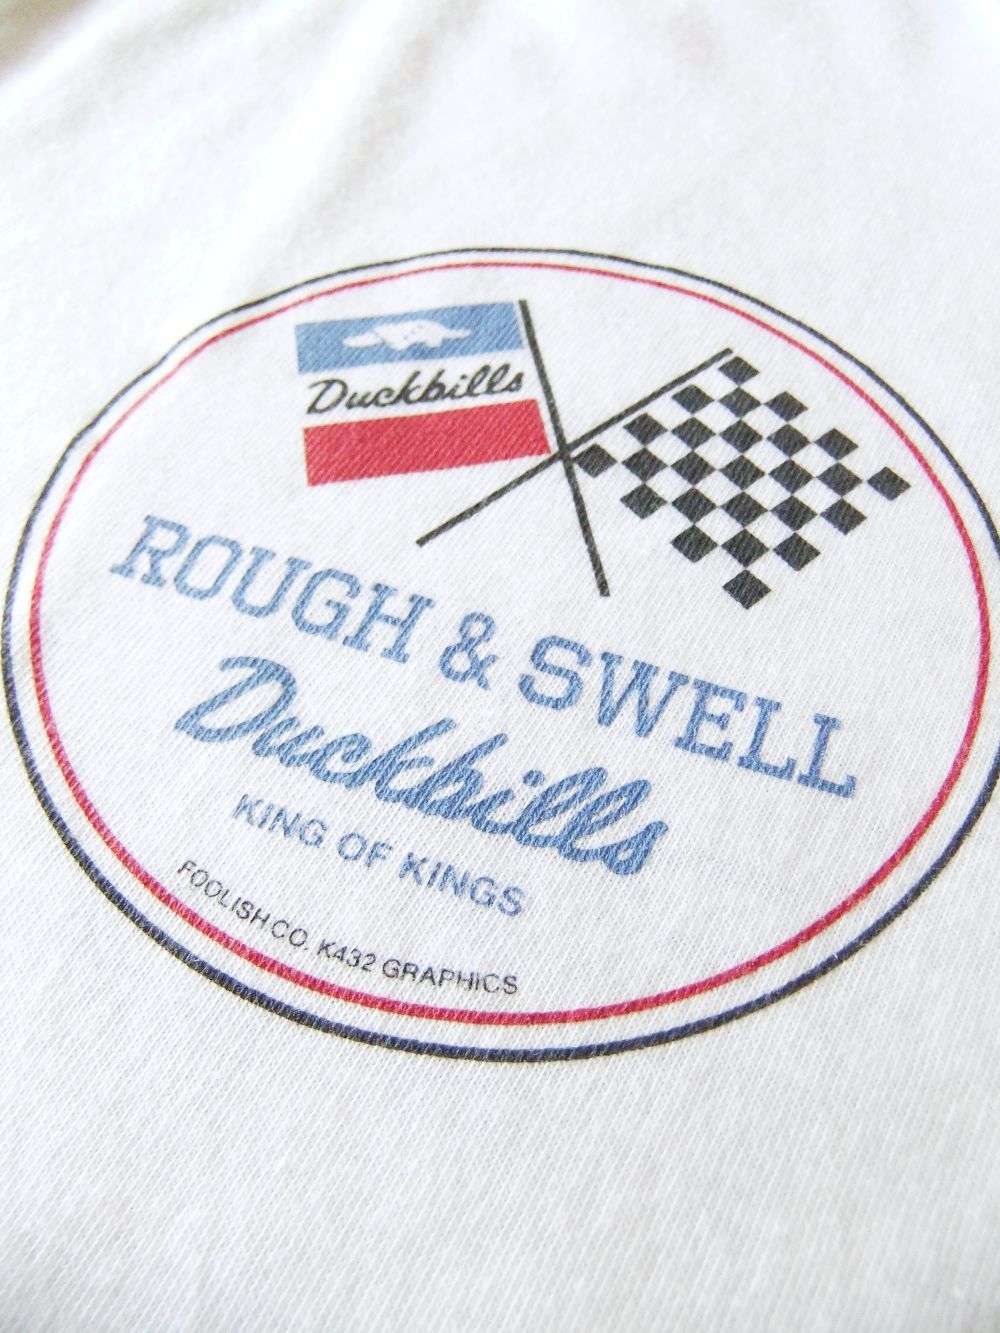 Duckbills
ROUGH & SWELL
Duckbills
KING OF KINGS
FOOLISH CO. K432 GRAPHICS